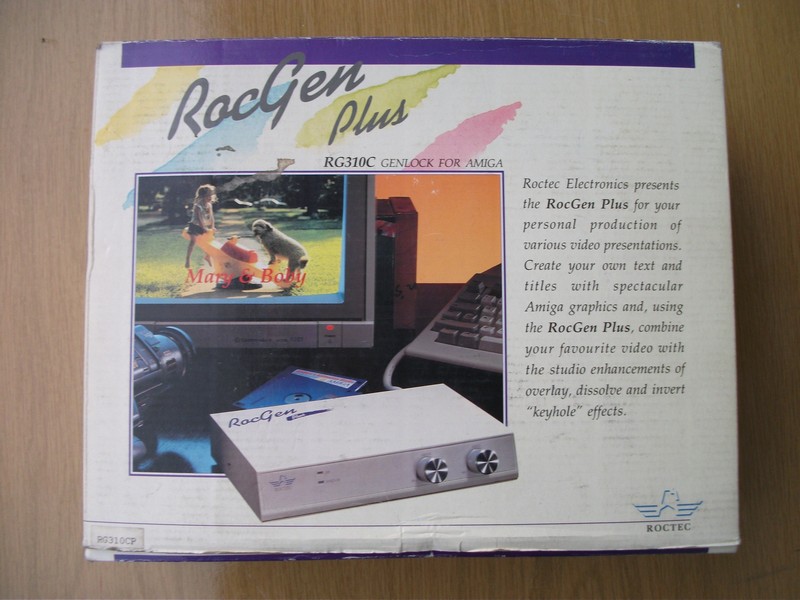 RocGen
Plus
RG310C GENLOCK FOR AMIGA
Roctec Electronics presents
the RocGen Plus for your
personal production of
various video presentations.
Create your own text and
titles with spectacular
Amiga graphics and, using
the RocGen Plus, combine
your favourite video with
the studio enhancements of
overlay, dissolve and invert
"keyhole" effects.
Mary & Boby
RocGen
ROCTEC
ROCTEC
RG310CP